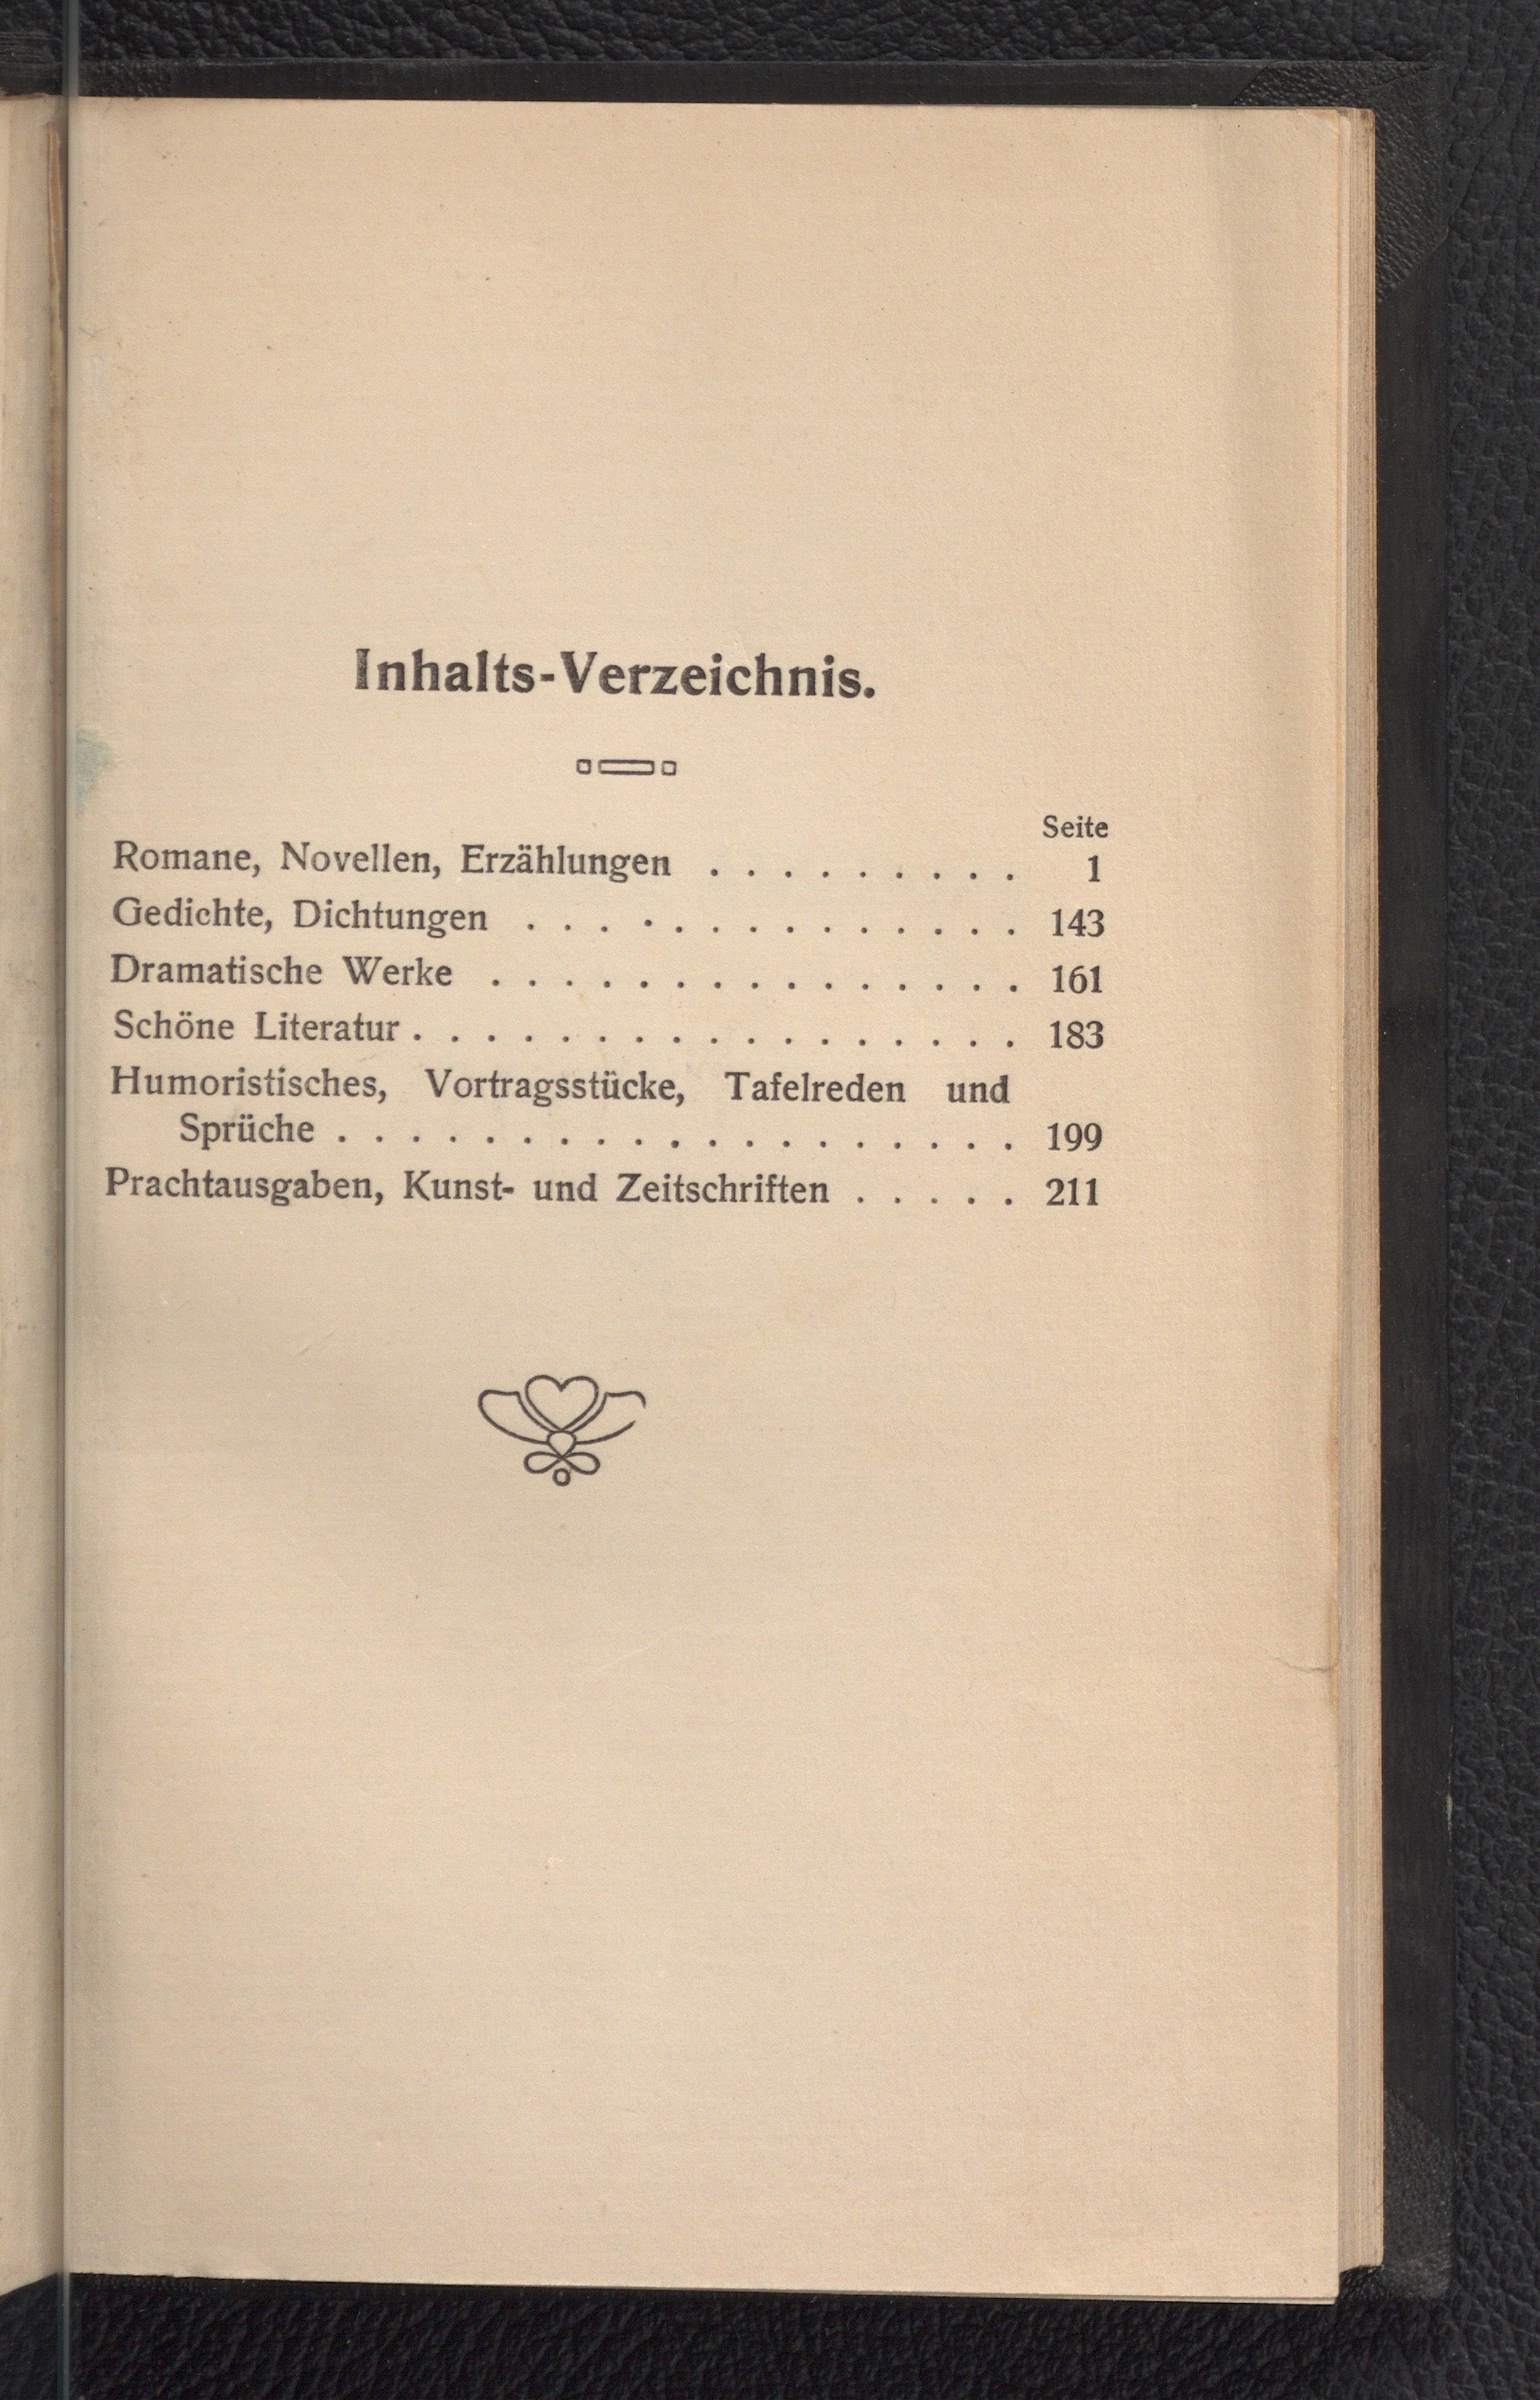 Inhalts-Verzeichnis.
Seite
Romane, Novellen, Erzählungen . . . . . . . . . 1
Gedichte, Dichtungen . . . . . . . . . . . . . . 143
Dramatische Werke . . . . . . . . . . . . . . . 161
Schöne Literatur . . . . . . . . . . . . . . . . . 183
Humoristisches, Vortragsstücke, Tafelreden und
Sprüche . . . . . . . . . . . . . . . . . . . 199
Prachtausgaben, Kunst- und Zeitschriften . . . . . 211